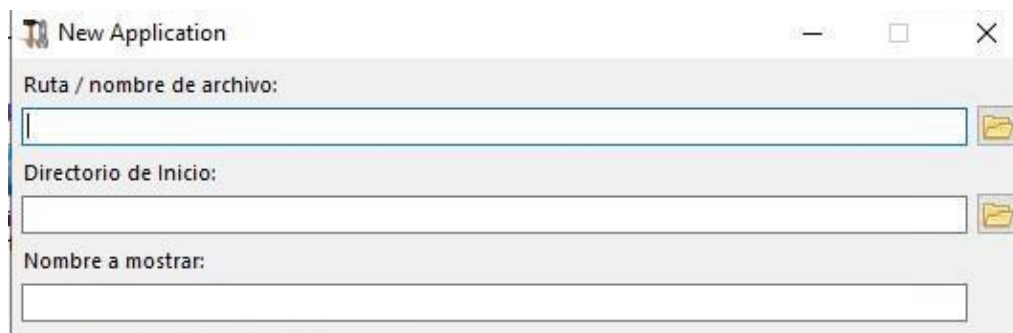 New Application
Ruta / nombre de archivo:
Directorio de Inicio:
Nombre a mostrar: